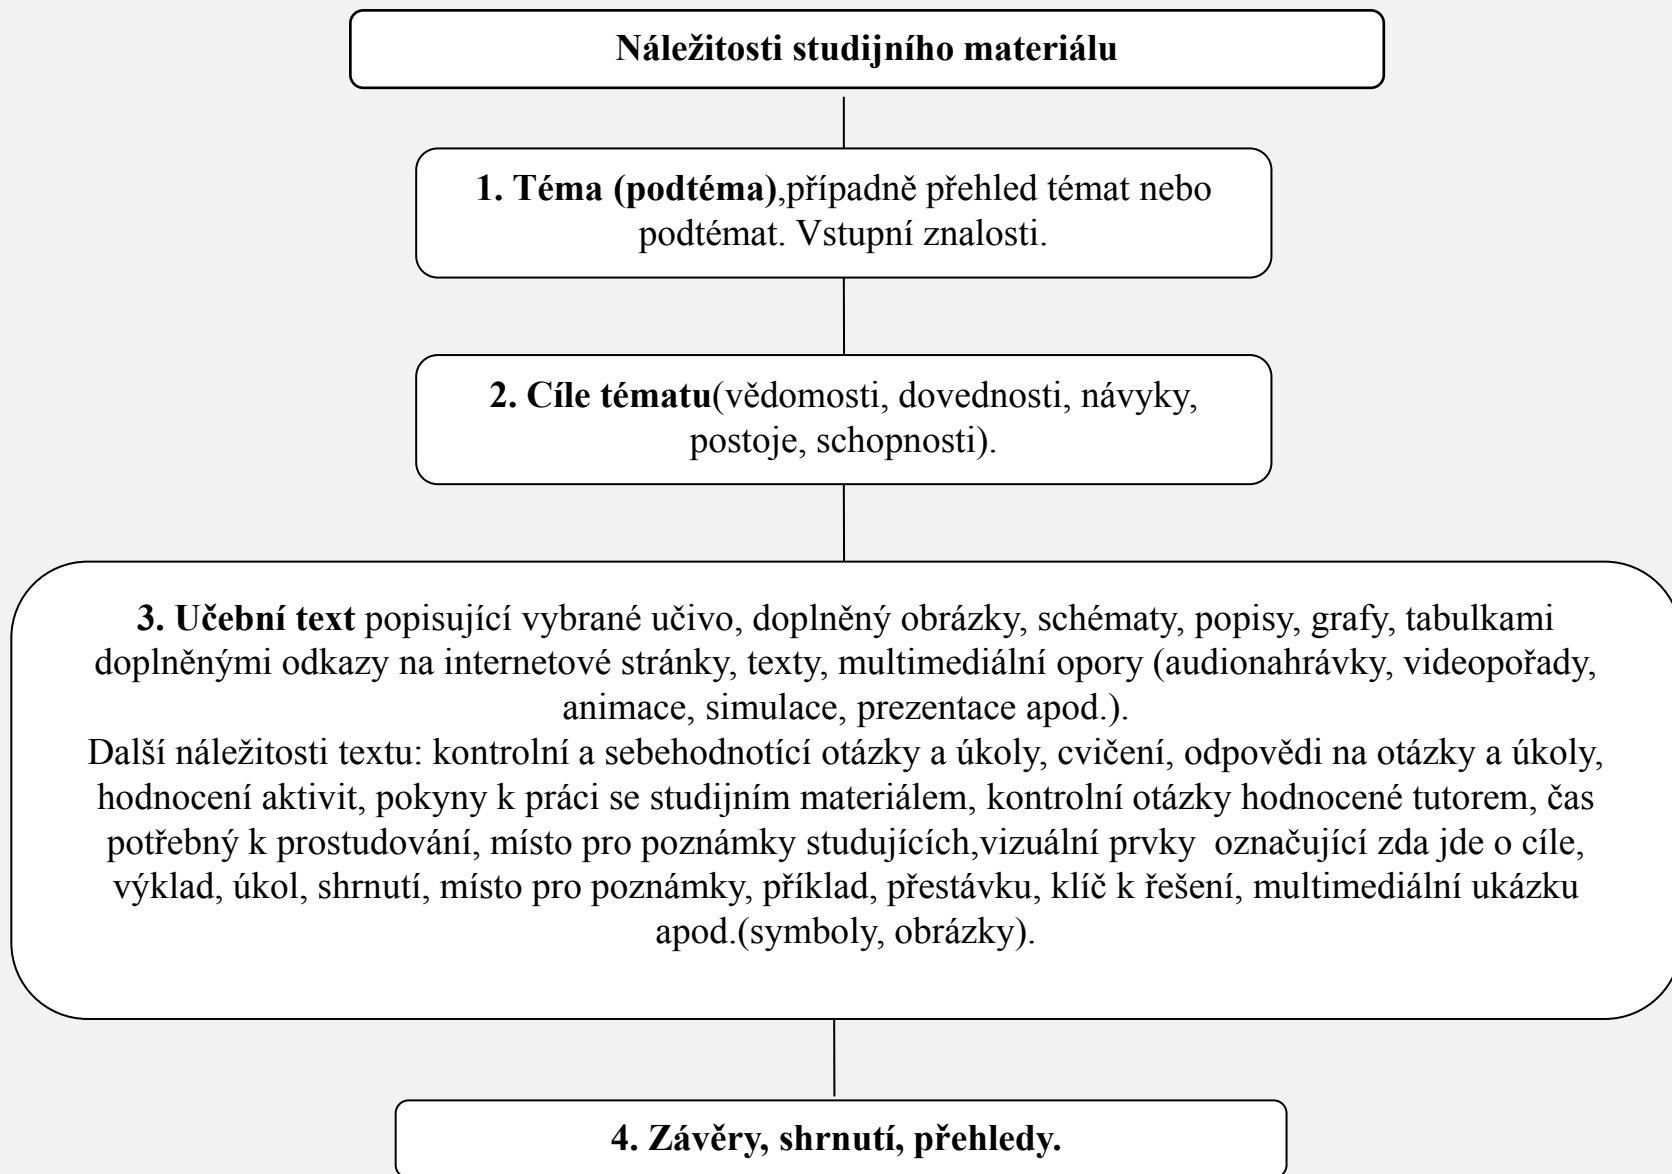 Náležitosti studijního materiálu
1. Téma (podtéma),případně přehled témat nebo
podtémat. Vstupní znalosti.
2. Cíle tématu(vědomosti, dovednosti, návyky,
postoje, schopnosti).
3. Učební text popisující vybrané učivo, doplněný obrázky, schématy, popisy, grafy, tabulkami
doplněnými odkazy na internetové stránky, texty, multimediální opory (audionahrávky, videopořady,
animace, simulace, prezentace apod.).
Další náležitosti textu: kontrolní a sebehodnotící otázky a úkoly, cvičení, odpovědi na otázky a úkoly,
hodnocení aktivit, pokyny k práci se studijním materiálem, kontrolní otázky hodnocené tutorem, čas
potřebný k prostudování, místo pro poznámky studujících,vizuální prvky  označující zda jde o cíle,
výklad, úkol, shrnutí, místo pro poznámky, příklad, přestávku, klíč k řešení, multimediální ukázku
apod.(symboly, obrázky).
4. Závěry, shrnutí, přehledy.